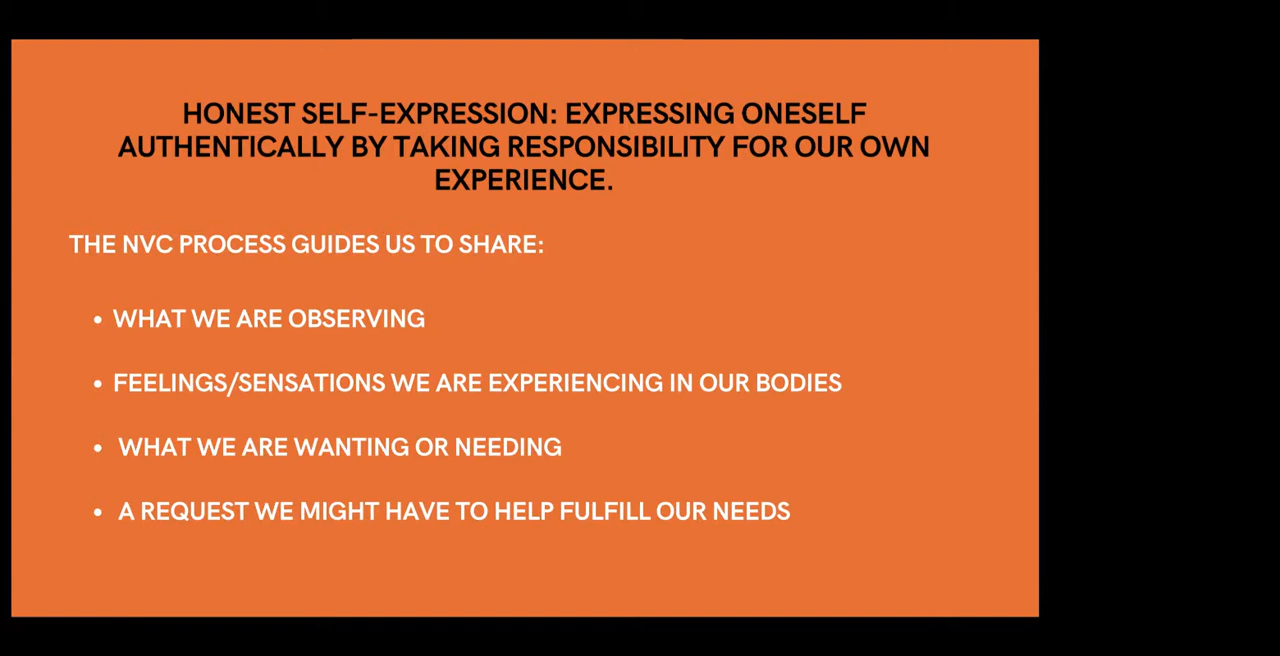 HONEST SELF-EXPRESSION: EXPRESSING ONESELF
AUTHENTICALLY BY TAKING RESPONSIBILITY FOR OUR OWN
EXPERIENCE.
THE NVC PROCESS GUIDES US TO SHARE:
• WHAT WE ARE OBSERVING
• FEELINGS/SENSATIONS WE ARE EXPERIENCING IN OUR BODIES
• WHAT WE ARE WANTING OR NEEDING
• A REQUEST WE MIGHT HAVE TO HELP FULFILL OUR NEEDS